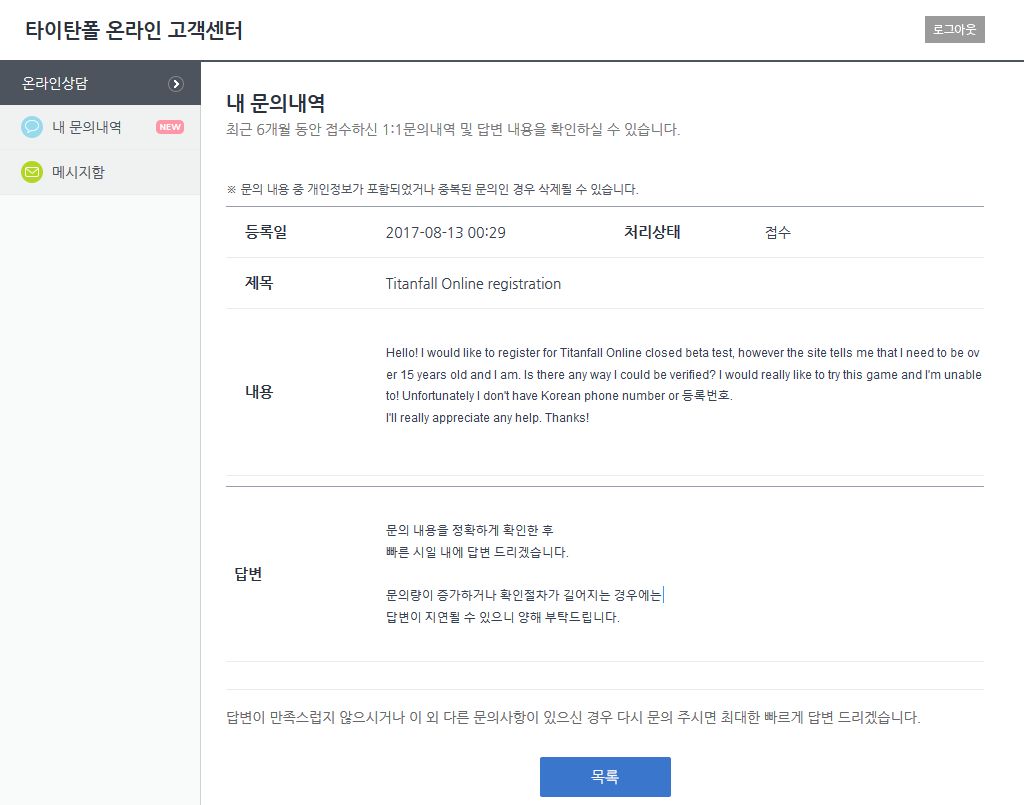 타이탄폴 온라인 고객센터
로그아웃
온라인상담
내 문의내역 NEW
메시지함
내 문의내역
최근 6개월 동안 접수하신 1:1문의내역 및 답변 내용을 확인하실 수 있습니다.
※ 문의 내용 중 개인정보가 포함되었거나 중복된 문의인 경우 삭제될 수 있습니다.
등록일 2017-08-13 00:29 처리상태 접수
제목 Titanfall Online registration
내용
Hello! I would like to register for Titanfall Online closed beta test, however the site tells me that I need to be ov
er 15 years old and I am. Is there any way I could be verified? I would really like to try this game and I'm unable
to! Unfortunately I don't have Korean phone number or 등록번호.
I'll really appreciate any help. Thanks!
답변
문의 내용을 정확하게 확인한 후
빠른 시일 내에 답변 드리겠습니다.
문의량이 증가하거나 확인절차가 길어지는 경우에는
답변이 지연될 수 있으니 양해 부탁드립니다.
답변이 만족스럽지 않으시거나 이 외 다른 문의사항이 있으신 경우 다시 문의 주시면 최대한 빠르게 답변 드리겠습니다.
목록